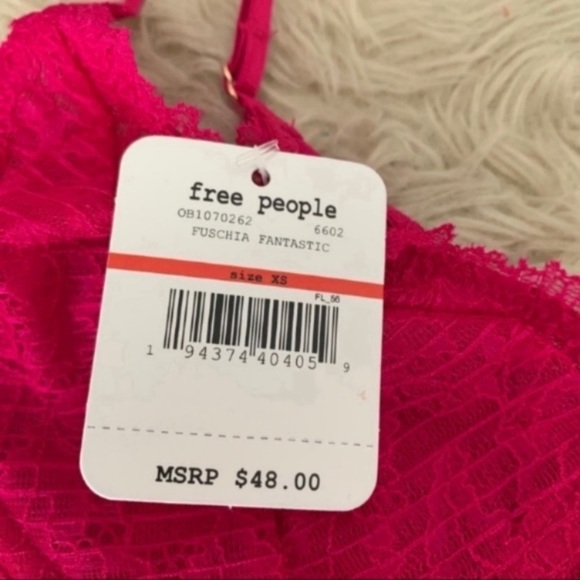 free people
OB1070262 6602
FUSCHIA FANTASTIC
size XS
FL_56
1 94374 40405 9
MSRP $48.00